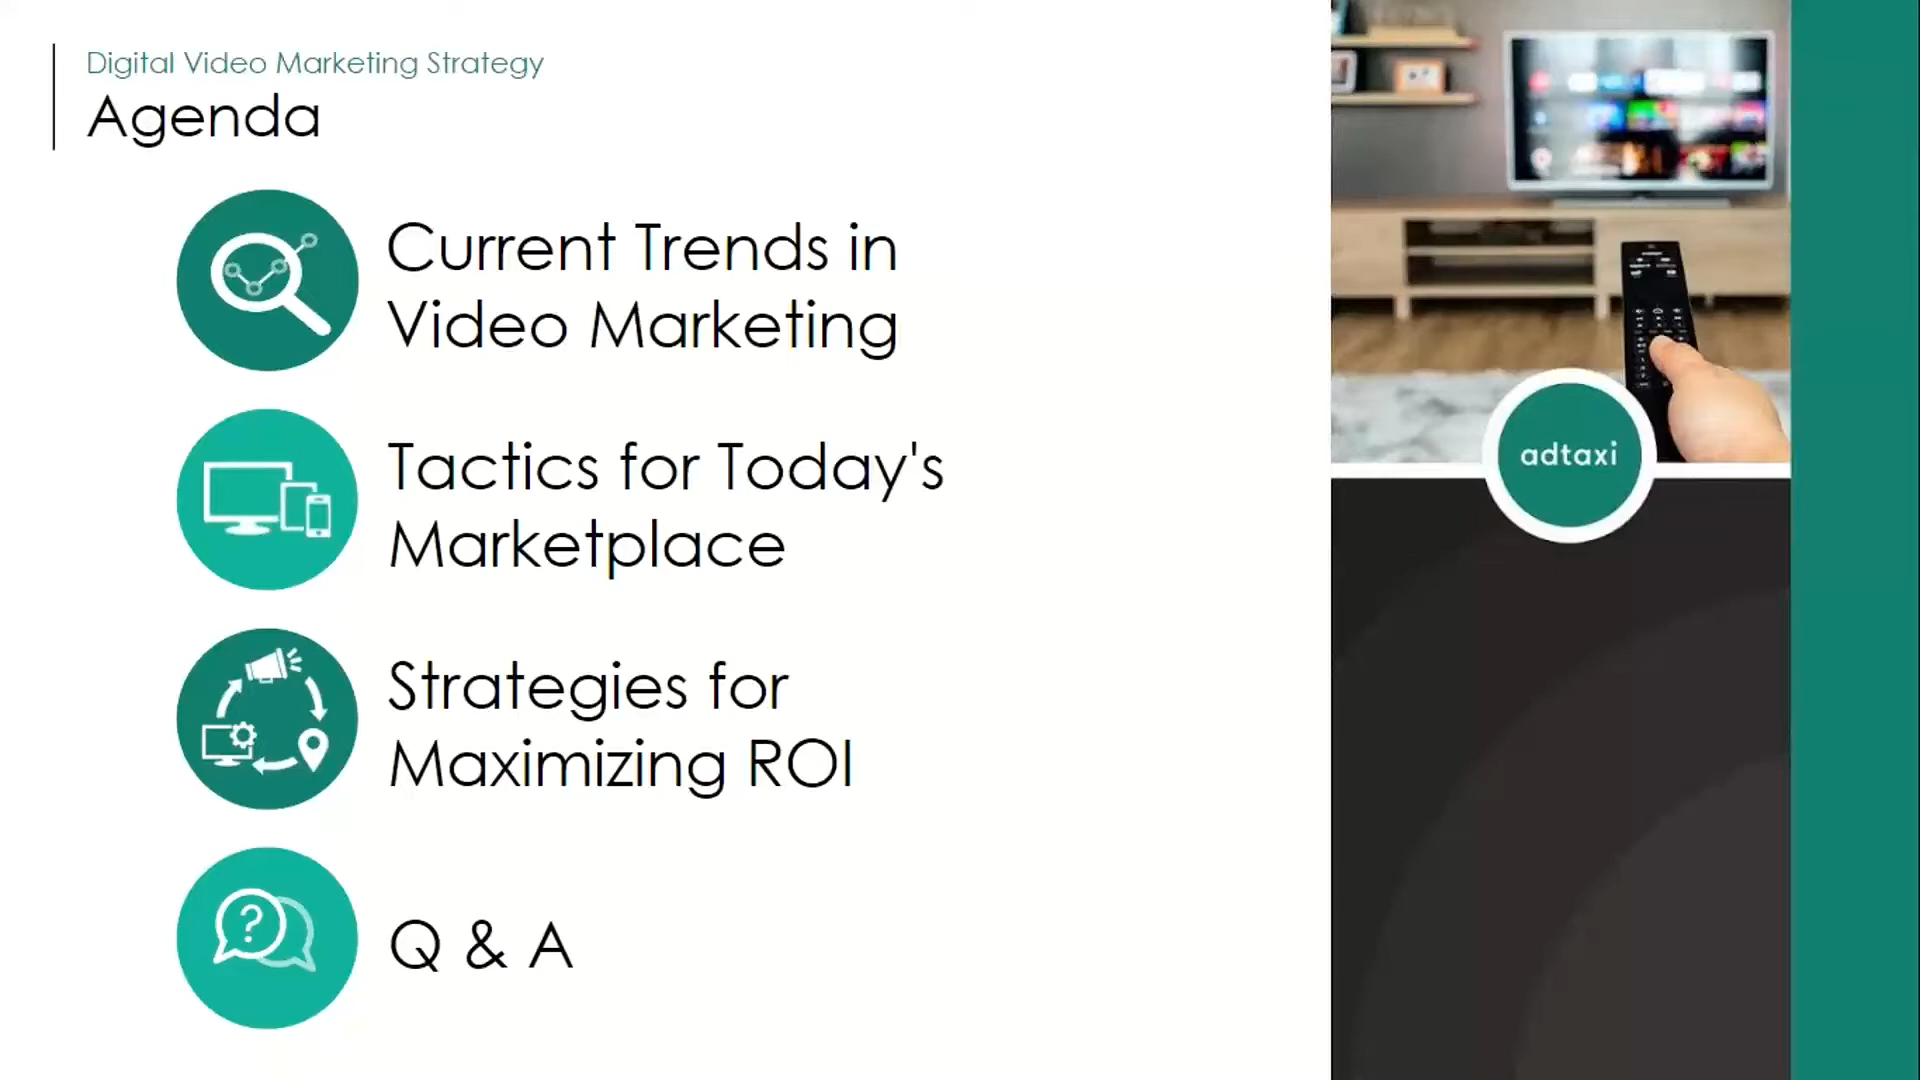 Digital Video Marketing Strategy
Agenda
Current Trends in
Video Marketing
Tactics for Today's
Marketplace
Strategies for
Maximizing ROI
?
Q & A
adtaxi